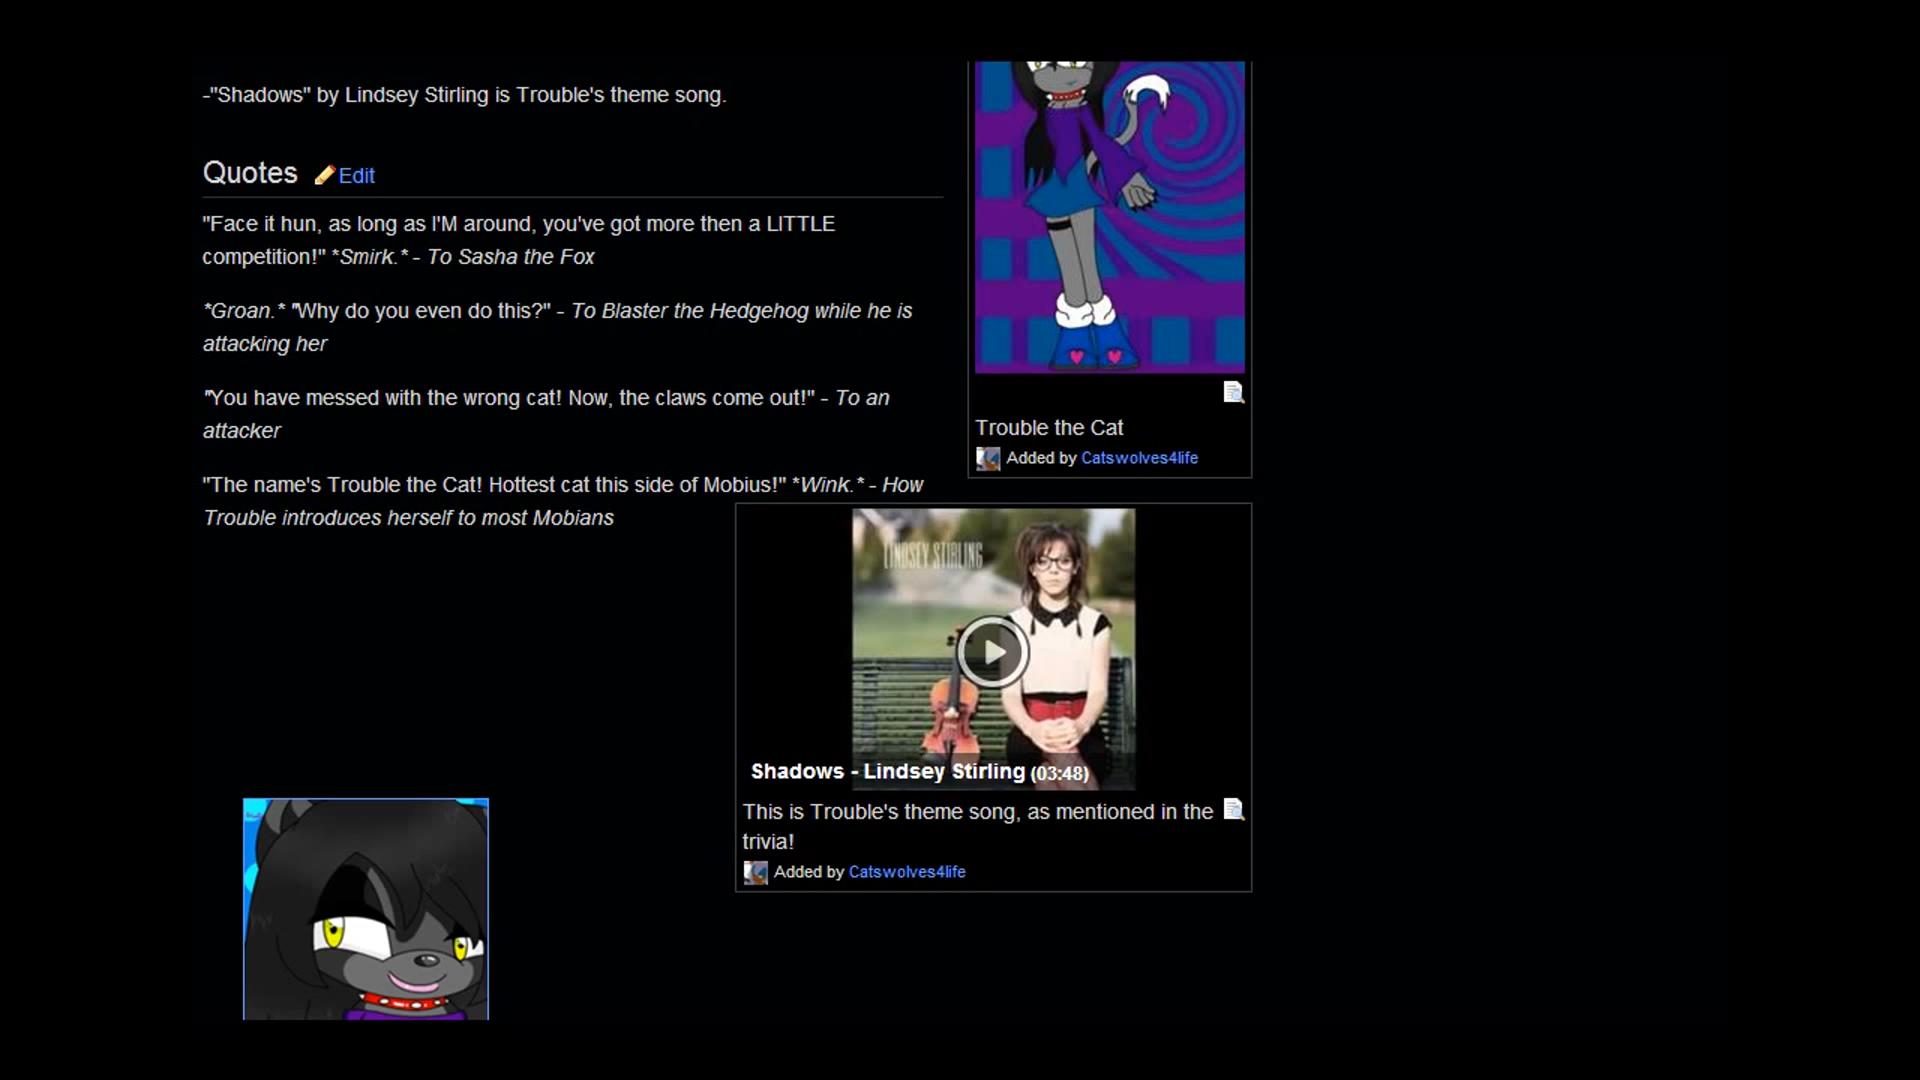 -"Shadows" by Lindsey Stirling is Trouble's theme song.
Quotes Edit
"Face it hun, as long as I'M around, you've got more then a LITTLE
competition!" *Smirk.* - To Sasha the Fox
*Groan.* "Why do you even do this?" - To Blaster the Hedgehog while he is
attacking her
"You have messed with the wrong cat! Now, the claws come out!" - To an
attacker
"The name's Trouble the Cat! Hottest cat this side of Mobius!" *Wink.* - How
Trouble introduces herself to most Mobians
Trouble the Cat
Added by Catswolves4life
LINDSEY STIRLING
Shadows - Lindsey Stirling (03:48)
This is Trouble's theme song, as mentioned in the
trivia!
Added by Catswolves4life